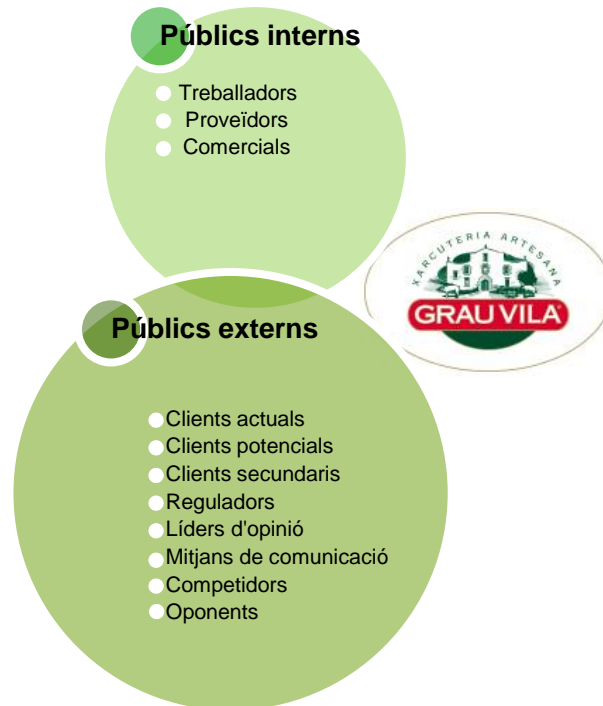 Públics interns
Treballadors
Proveïdors
Comercials
XARCUTERIA ARTESANA
GRAU VILA
Públics externs
Clients actuals
Clients potencials
Clients secundaris
Reguladors
Líders d'opinió
Mitjans de comunicació
Competidors
Oponents